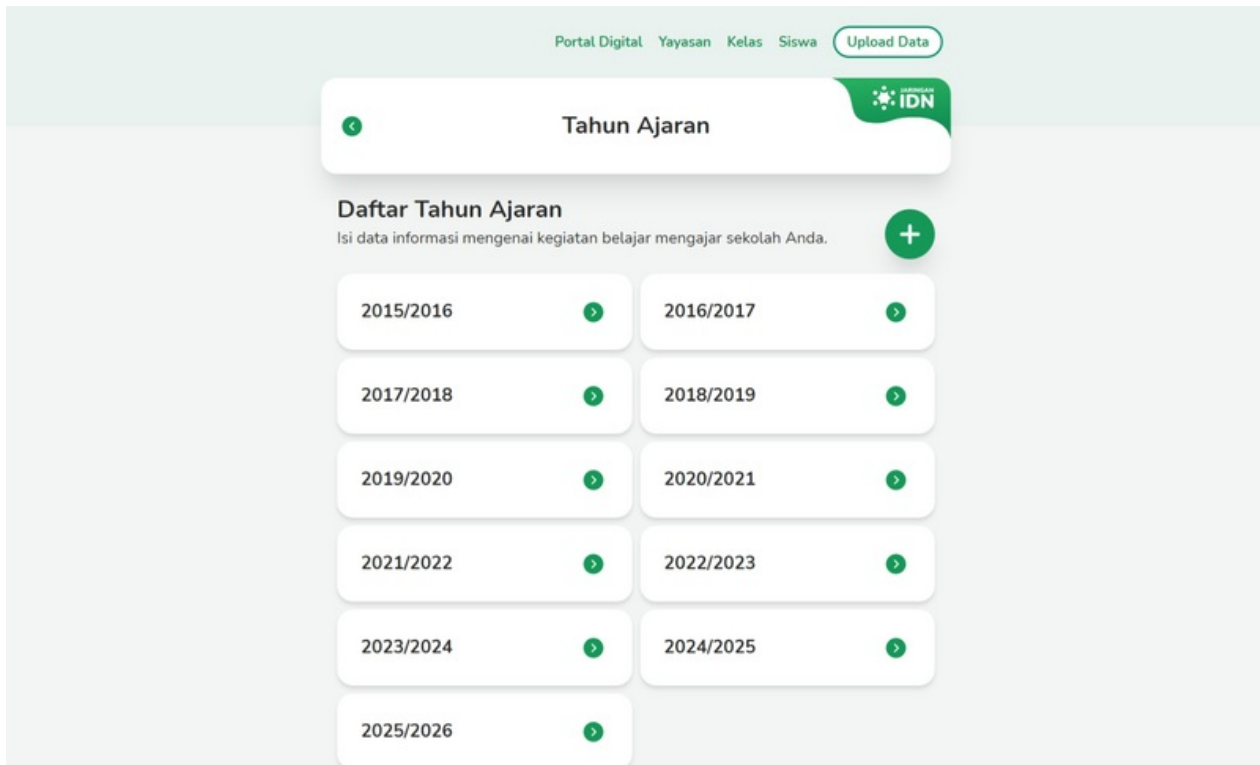 Portal Digital Yayasan Kelas Siswa Upload Data
JARINGAN
IDN
Tahun Ajaran
Daftar Tahun Ajaran
Isi data informasi mengenai kegiatan belajar mengajar sekolah Anda.
2015/2016 2016/2017
2017/2018 2018/2019
2019/2020 2020/2021
2021/2022 2022/2023
2023/2024 2024/2025
2025/2026